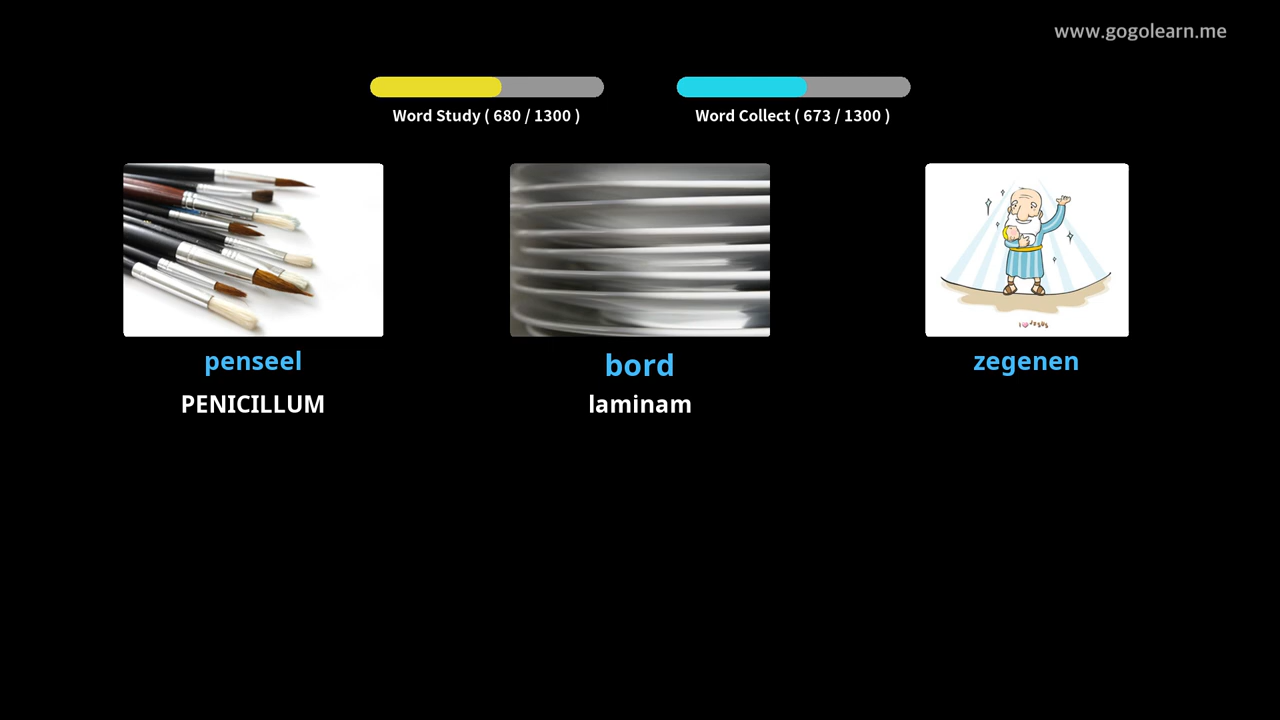 www.gogolearn.me
Word Study ( 680 / 1300 )
Word Collect ( 673 / 1300 )
penseel
bord
zegenen
PENICILLUM
laminam